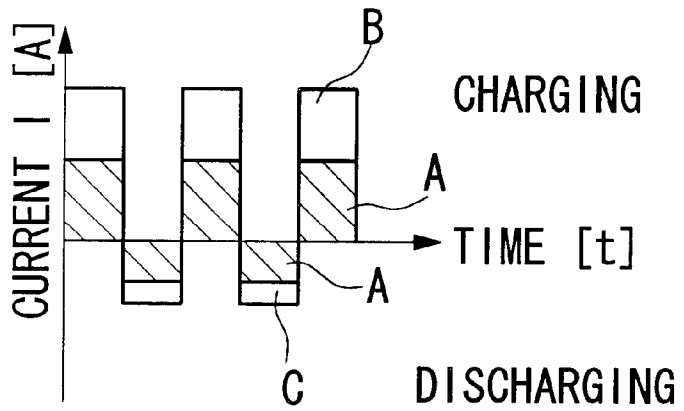 B
CHARGING
CURRENT I [A]
A
TIME [t]
A
C
DISCHARGING